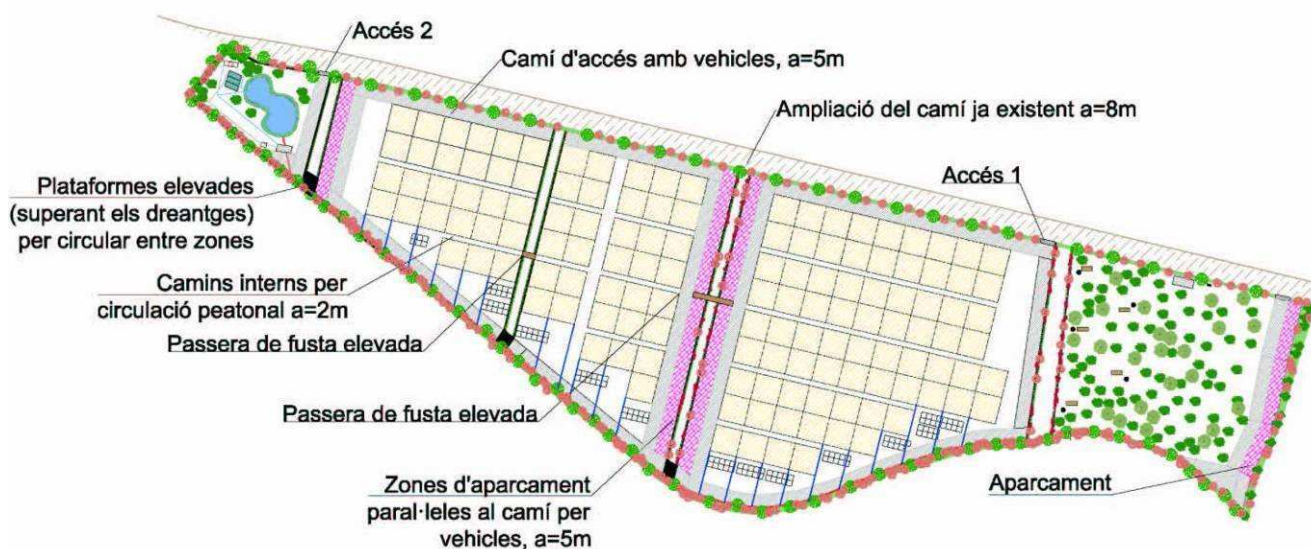 Accés 2
Camí d'accés amb vehicles, a=5m
Ampliació del camí ja existent a=8m
Accés 1
Plataformes elevades
(superant els dreantges)
per circular entre zones
Camins interns per
circulació peatonal a=2m
Passera de fusta elevada
Passera de fusta elevada
Zones d'aparcament
paral·leles al camí per
vehicles, a=5m
Aparcament